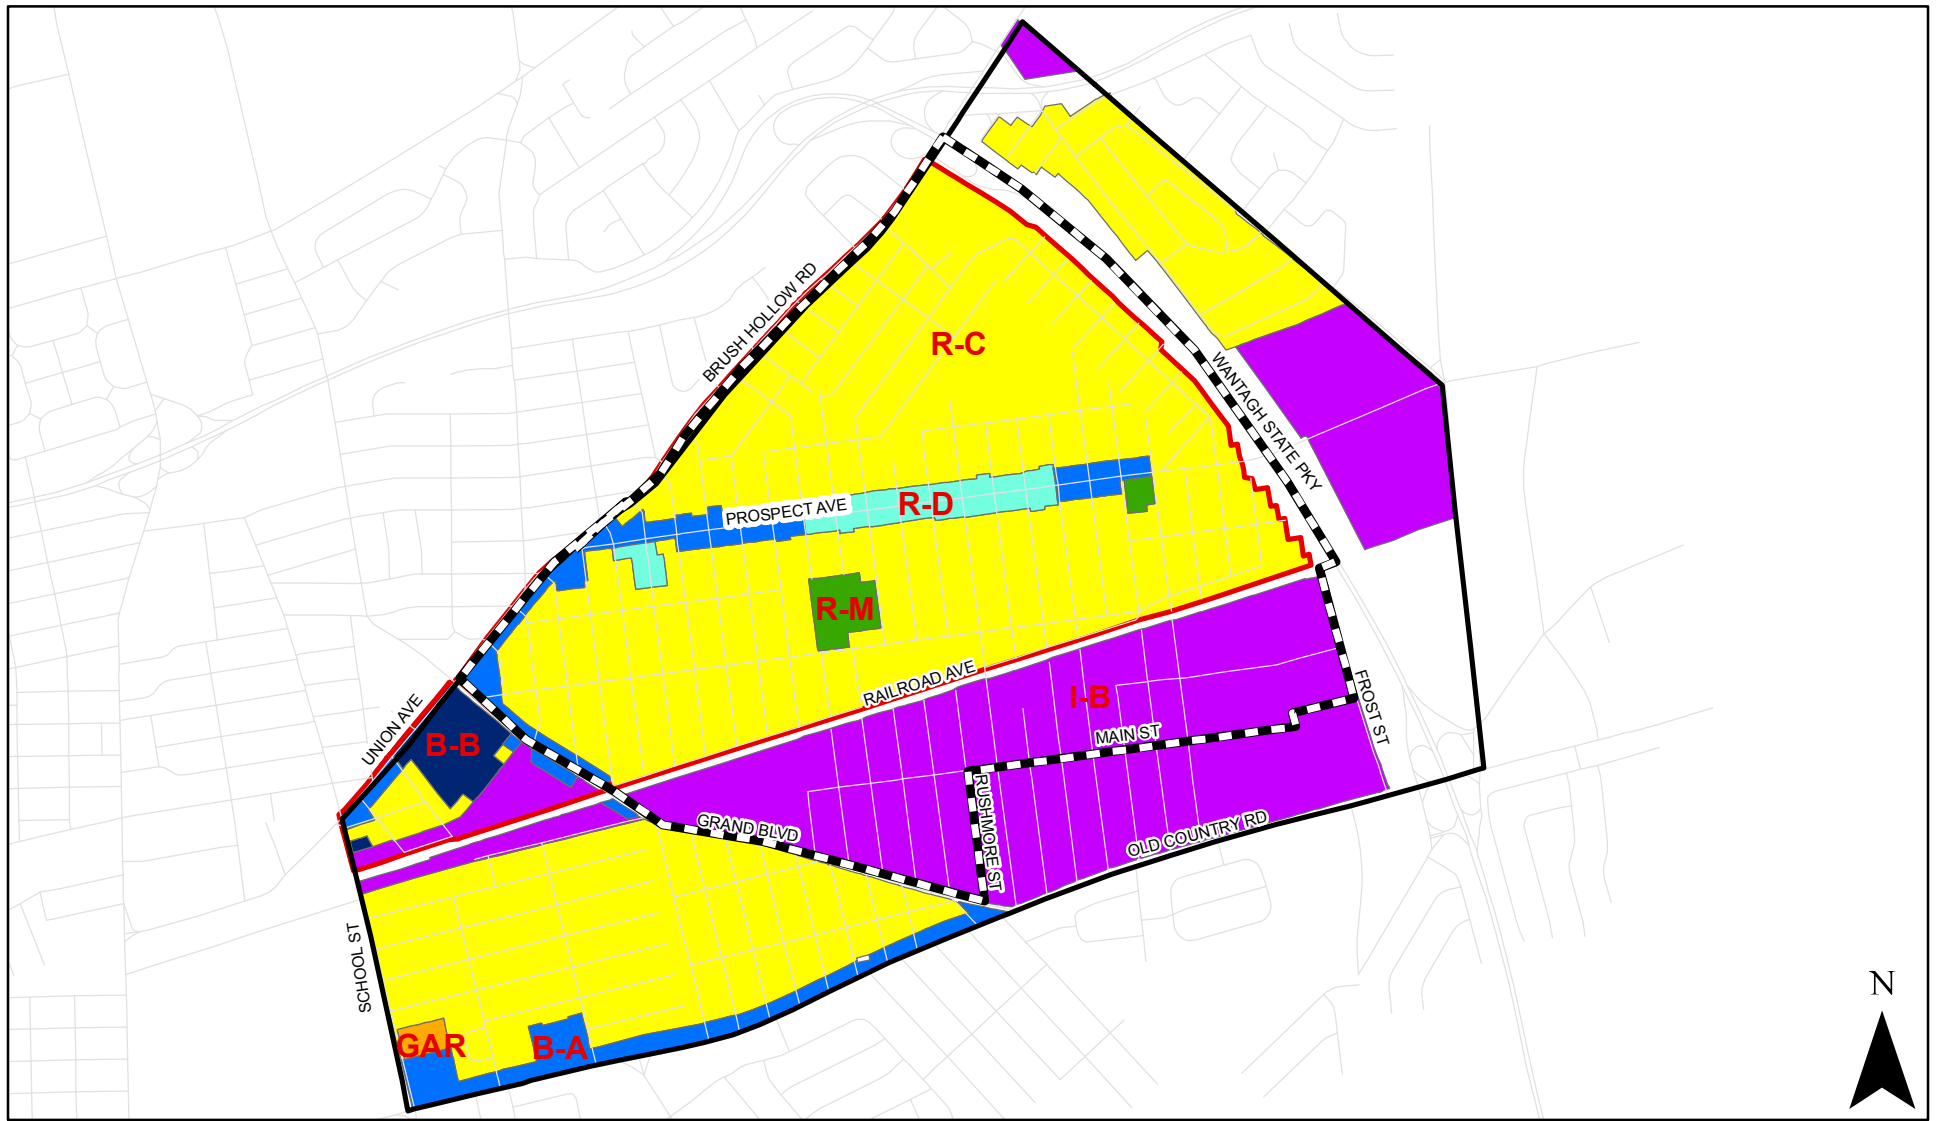 BRUSH HOLLOW RD
R-C
WANTAGH STATE PKY
PROSPECT AVE
R-D
R-M
RAILROAD AVE
I-B
UNION AVE
B-B
MAIN ST
FROST ST
GRAND BLVD
RUSHMORE ST
OLD COUNTRY RD
SCHOOL ST
GAR
B-A
N